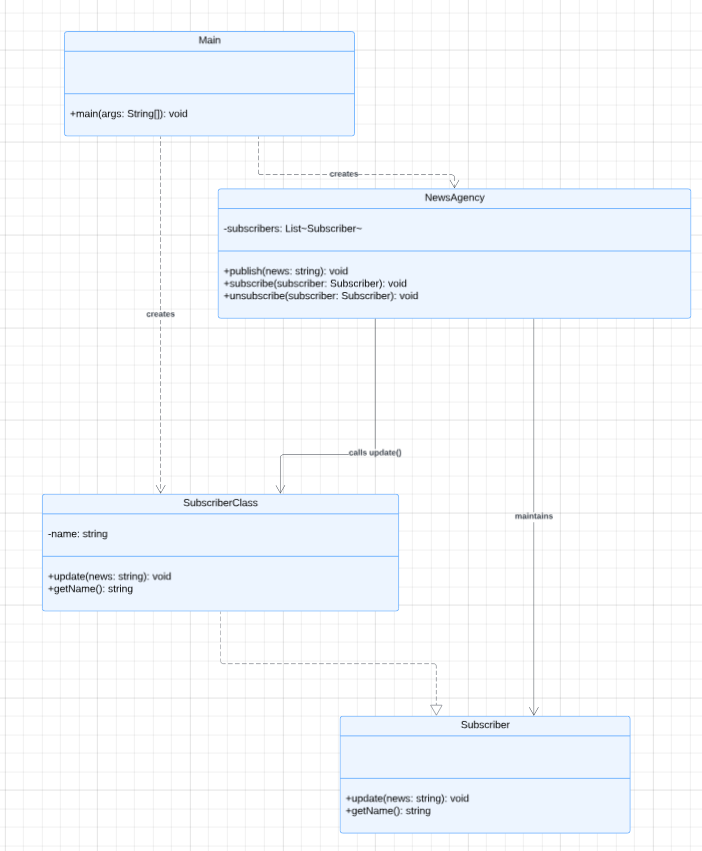 Main
+main(args: String[]): void
creates
NewsAgency
-subscribers: List~Subscriber~
+publish(news: string): void
+subscribe(subscriber: Subscriber): void
+unsubscribe(subscriber: Subscriber): void
creates
calls update()
SubscriberClass
-name: string
+update(news: string): void
+getName(): string
maintains
Subscriber
+update(news: string): void
+getName(): string